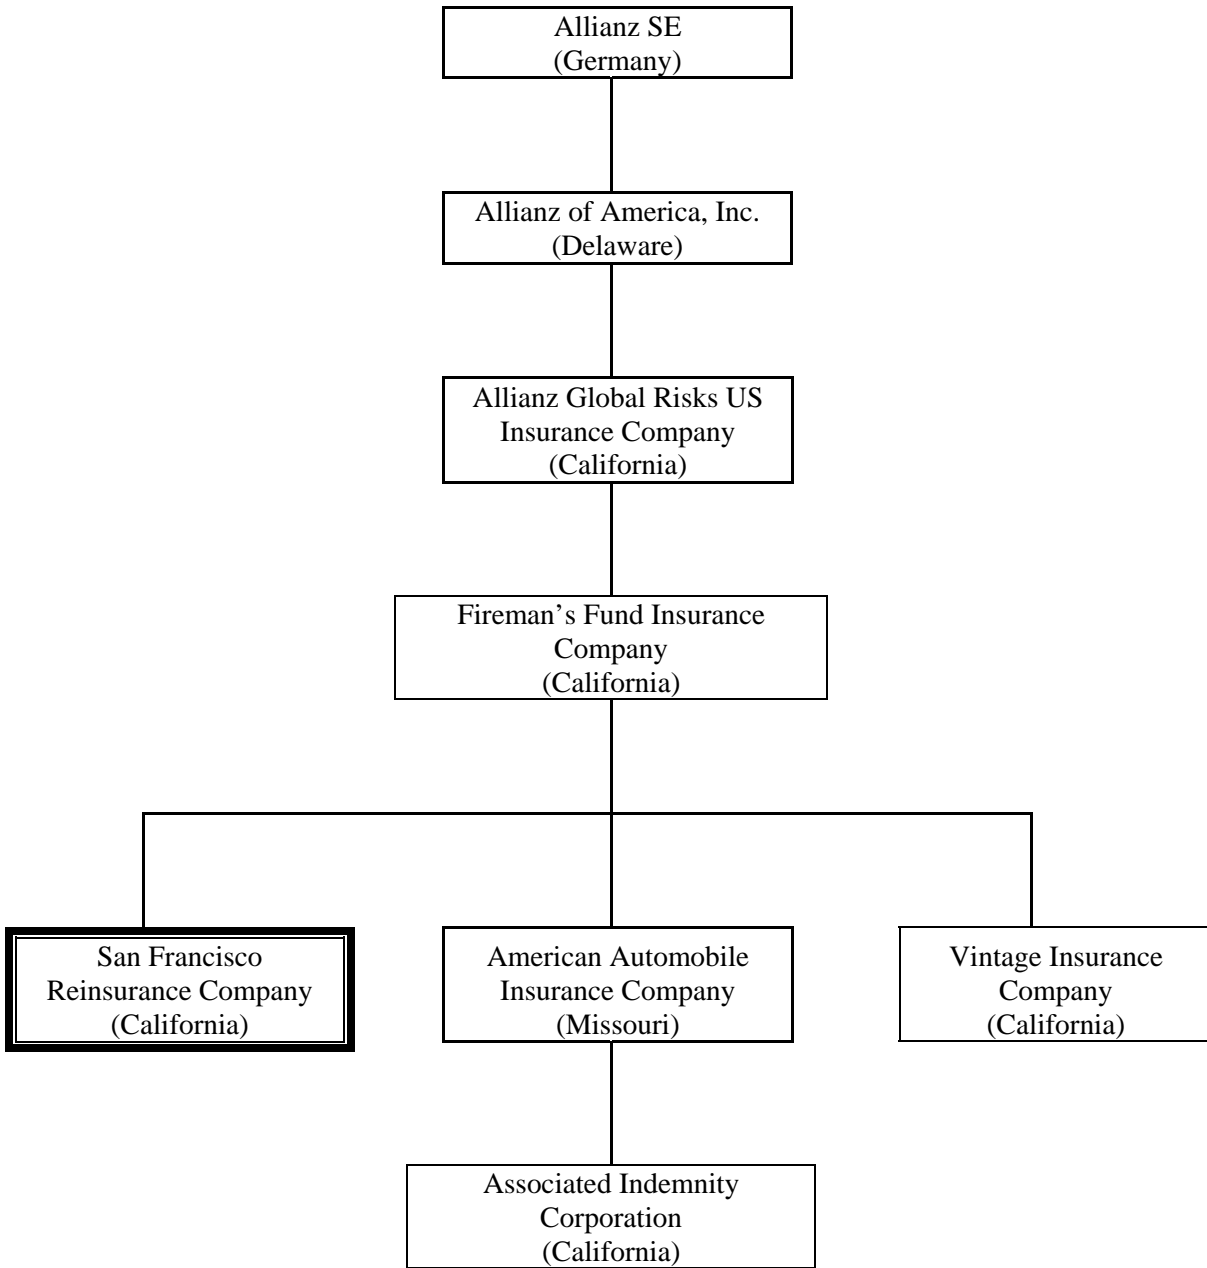 Allianz SE
(Germany)
Allianz of America, Inc.
(Delaware)
Allianz Global Risks US
Insurance Company
(California)
Fireman’s Fund Insurance
Company
(California)
San Francisco
Reinsurance Company
(California)
American Automobile
Insurance Company
(Missouri)
Vintage Insurance
Company
(California)
Associated Indemnity
Corporation
(California)